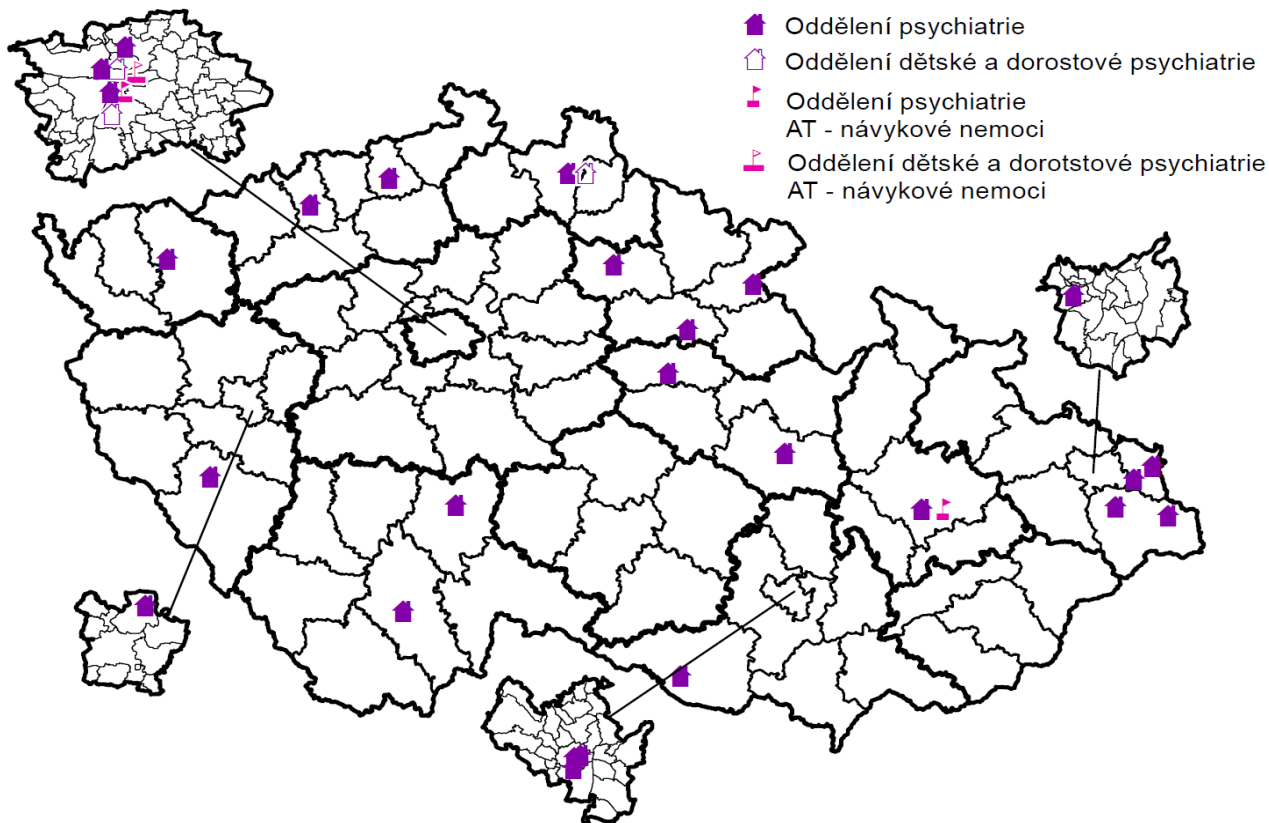 Oddělení psychiatrie
Oddělení dětské a dorostové psychiatrie
Oddělení psychiatrie
AT - návykové nemoci
Oddělení dětské a dorotstové psychiatrie
AT - návykové nemoci